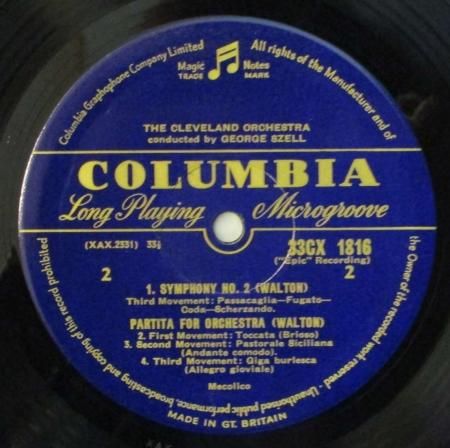 Columbia Graphophone Company Limited
All rights of the Manufacturer and of
the Owner of the recorded work reserved - Unauthorised public performance, broadcasting and copying of this record prohibited
Magic Notes
TRADE MARK
THE CLEVELAND ORCHESTRA
conducted by GEORGE SZELL
COLUMBIA
Long Playing Microgroove
(XAX.2331) 33⅓ 33CX 1816
("Epic" Recording)
2 2
1. SYMPHONY NO. 2 (WALTON)
Third Movement: Passacaglia—Fugato—
Coda—Scherzando.
PARTITA FOR ORCHESTRA (WALTON)
2. First Movement: Toccata (Brioso)
3. Second Movement: Pastorale Siciliana
(Andante comodo).
4. Third Movement: Giga burlesca
(Allegro gioviale)
Mecolico
MADE IN GT. BRITAIN